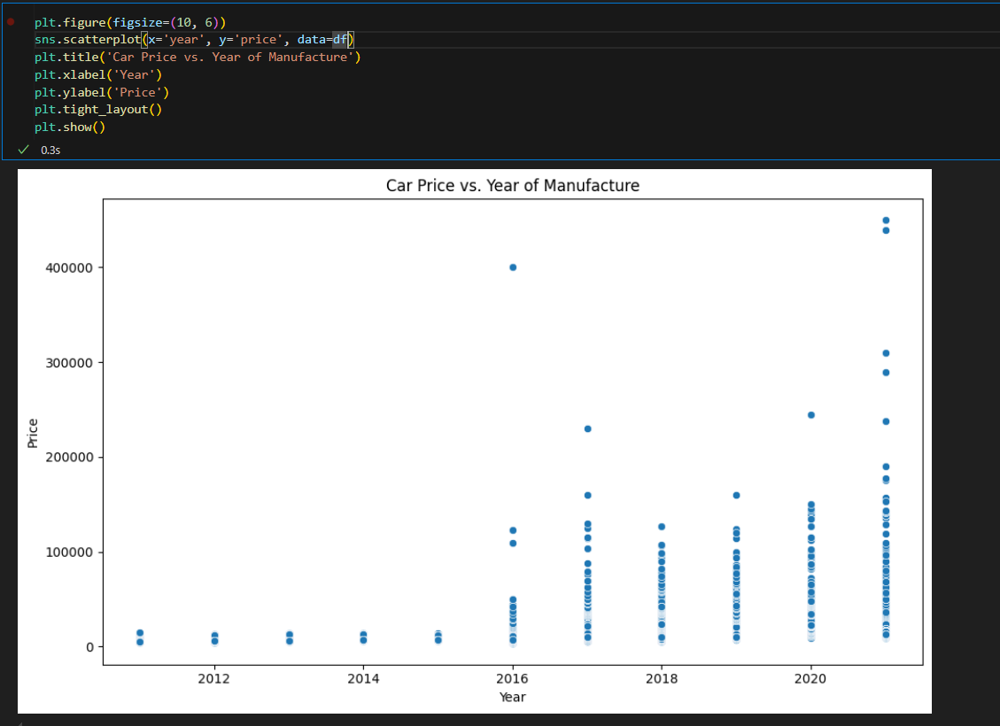 plt.figure(figsize=(10, 6))
sns.scatterplot(x='year', y='price', data=df)
plt.title('Car Price vs. Year of Manufacture')
plt.xlabel('Year')
plt.ylabel('Price')
plt.tight_layout()
plt.show()
0.3s
Car Price vs. Year of Manufacture
400000
300000
200000
100000
0
Price
2012 2014 2016 2018 2020
Year